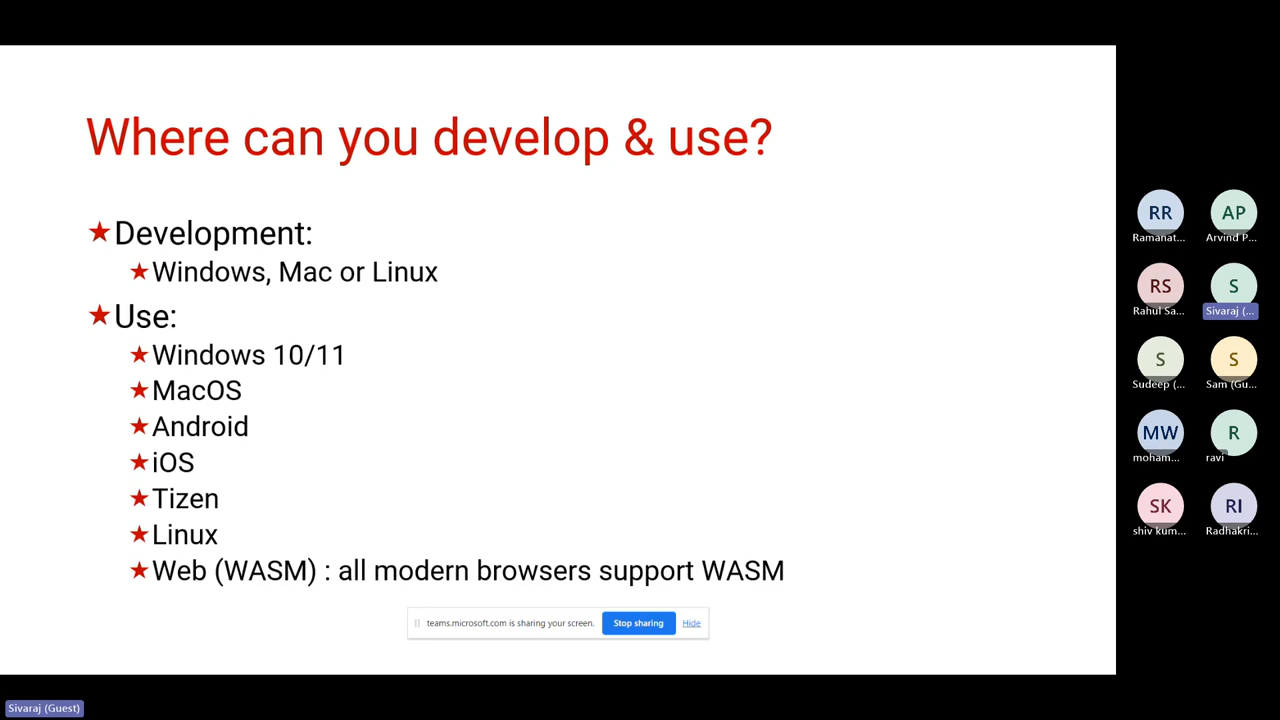 Where can you develop & use?
★Development:
★Windows, Mac or Linux
★Use:
★Windows 10/11
★MacOS
★Android
★iOS
★Tizen
★Linux
★Web (WASM) : all modern browsers support WASM
teams.microsoft.com is sharing your screen. Stop sharing Hide
RR AP
Ramanat... Arvind P...
RS S
Rahul Sa... Sivaraj (...
S S
Sudeep (... Sam (Gu...
MW R
moham... ravi
SK RI
shiv kum... Radhakri...
Sivaraj (Guest)